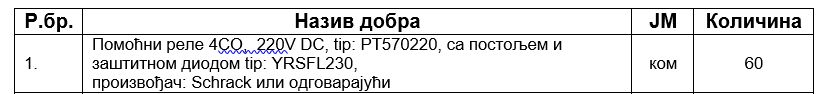 Р.бр. Назив добра ЈМ Количина
1. Помоћни реле 4CO, 220V DC, tip: PT570220, са постољем и заштитном диодом tip: YRSFL230, произвођач: Schrack или одговарајући ком 60